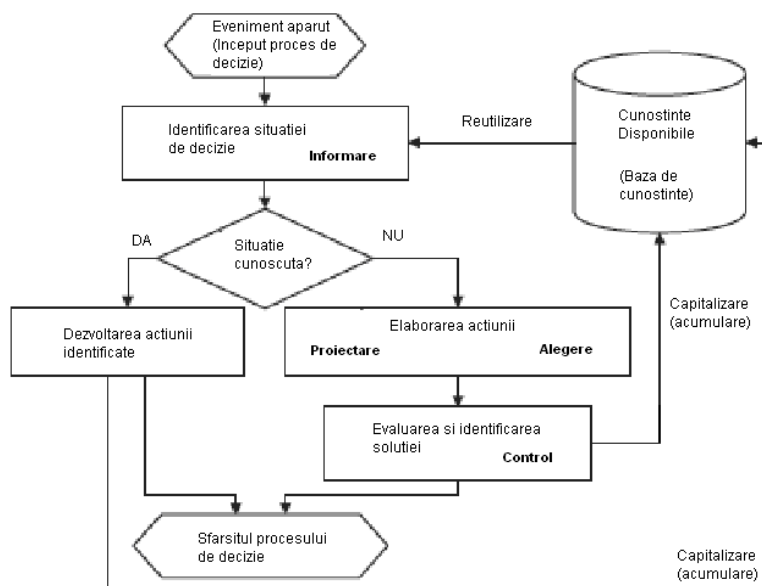 Eveniment aparut
(Inceput proces de
decizie)
Identificarea situatiei
de decizie
Informare
Reutilizare
Cunostinte
Disponibile
(Baza de
cunostinte)
DA
Situatie
cunoscuta?
NU
Dezvoltarea actiunii
identificate
Elaborarea actiunii
Proiectare
Alegere
Capitalizare
(acumulare)
Evaluarea si identificarea
solutiei
Control
Sfarsitul procesului
de decizie
Capitalizare
(acumulare)